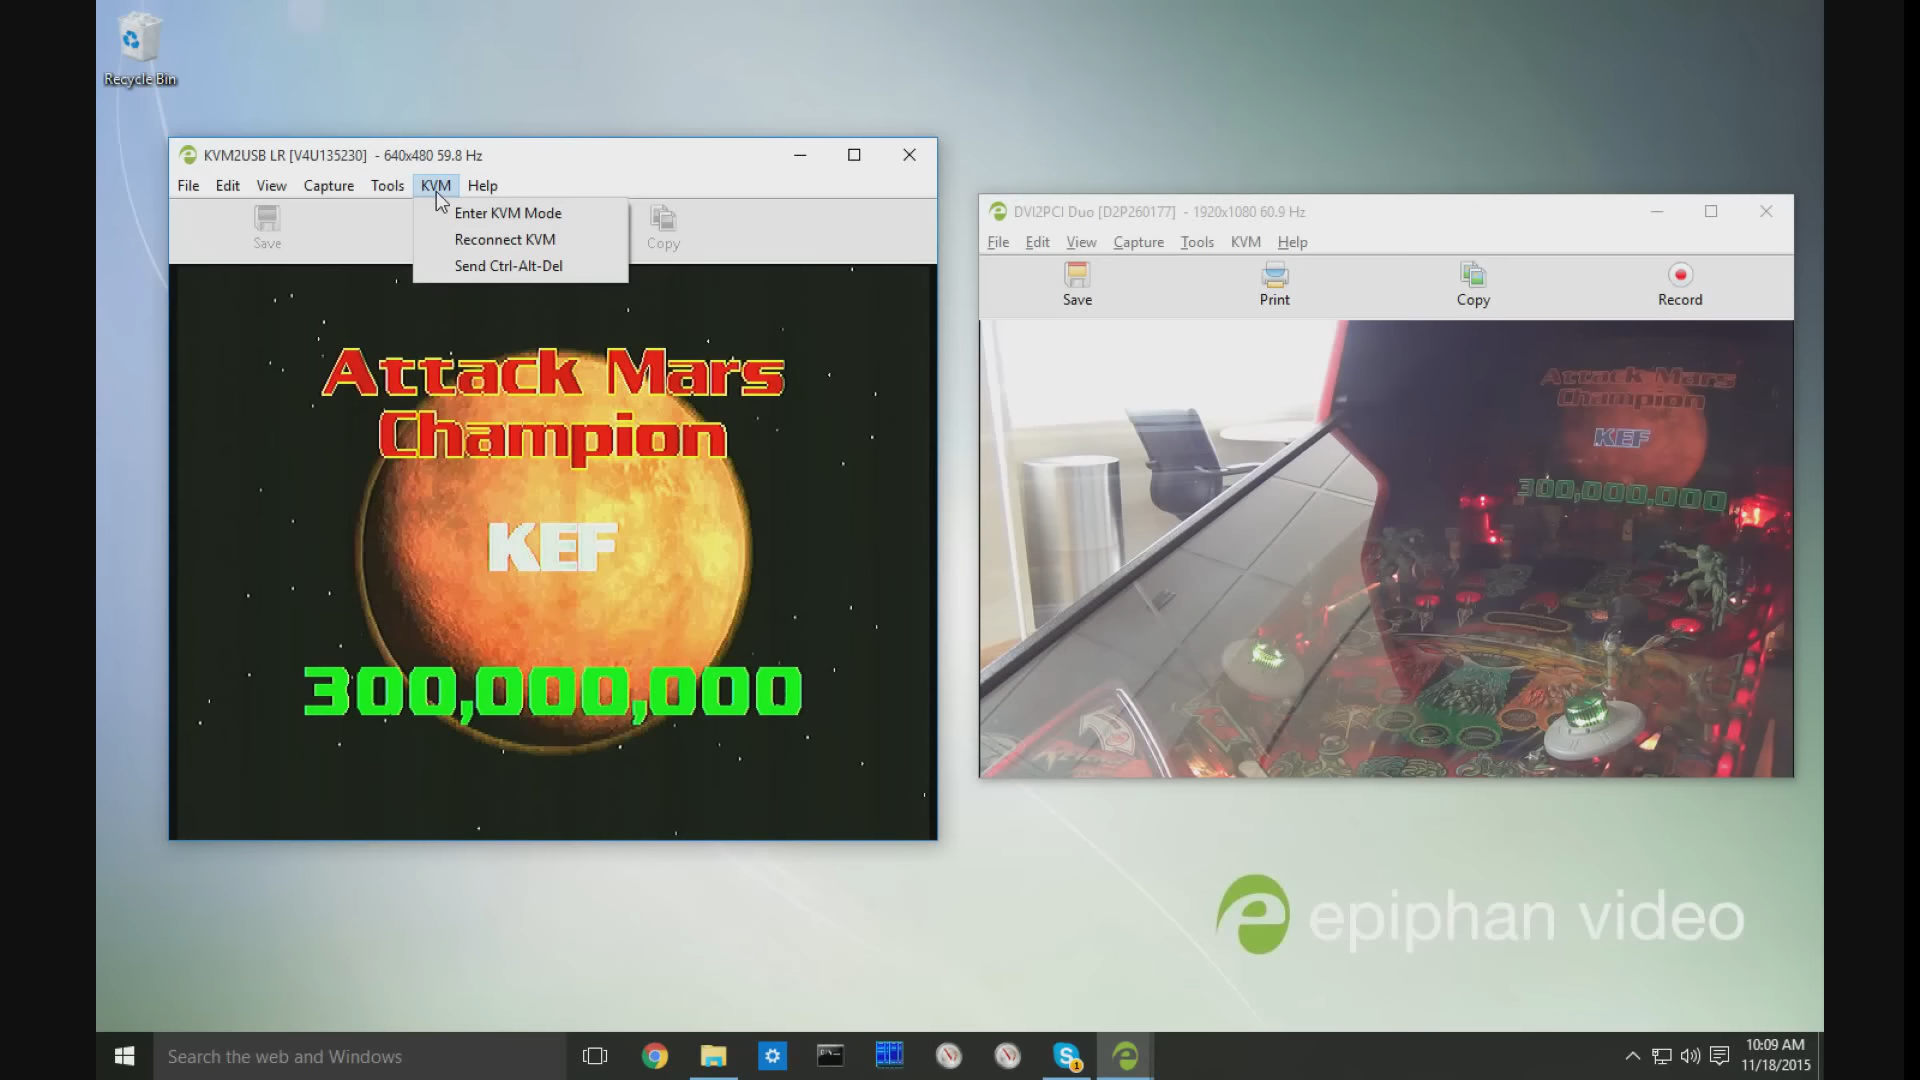 Recycle Bin
KVM2USB LR [V4U135230] - 640x480 59.8 Hz
File Edit View Capture Tools KVM Help
Save
Copy
Enter KVM Mode
Reconnect KVM
Send Ctrl-Alt-Del
Attack Mars
Champion
KEF
300,000,000
DVI2PCI Duo [D2P260177] - 1920x1080 60.9 Hz
File Edit View Capture Tools KVM Help
Save Print Copy Record
Attack Mars
Champion
KEF
300,000,000
epiphan video
Search the web and Windows
S
1
10:09 AM
11/18/2015